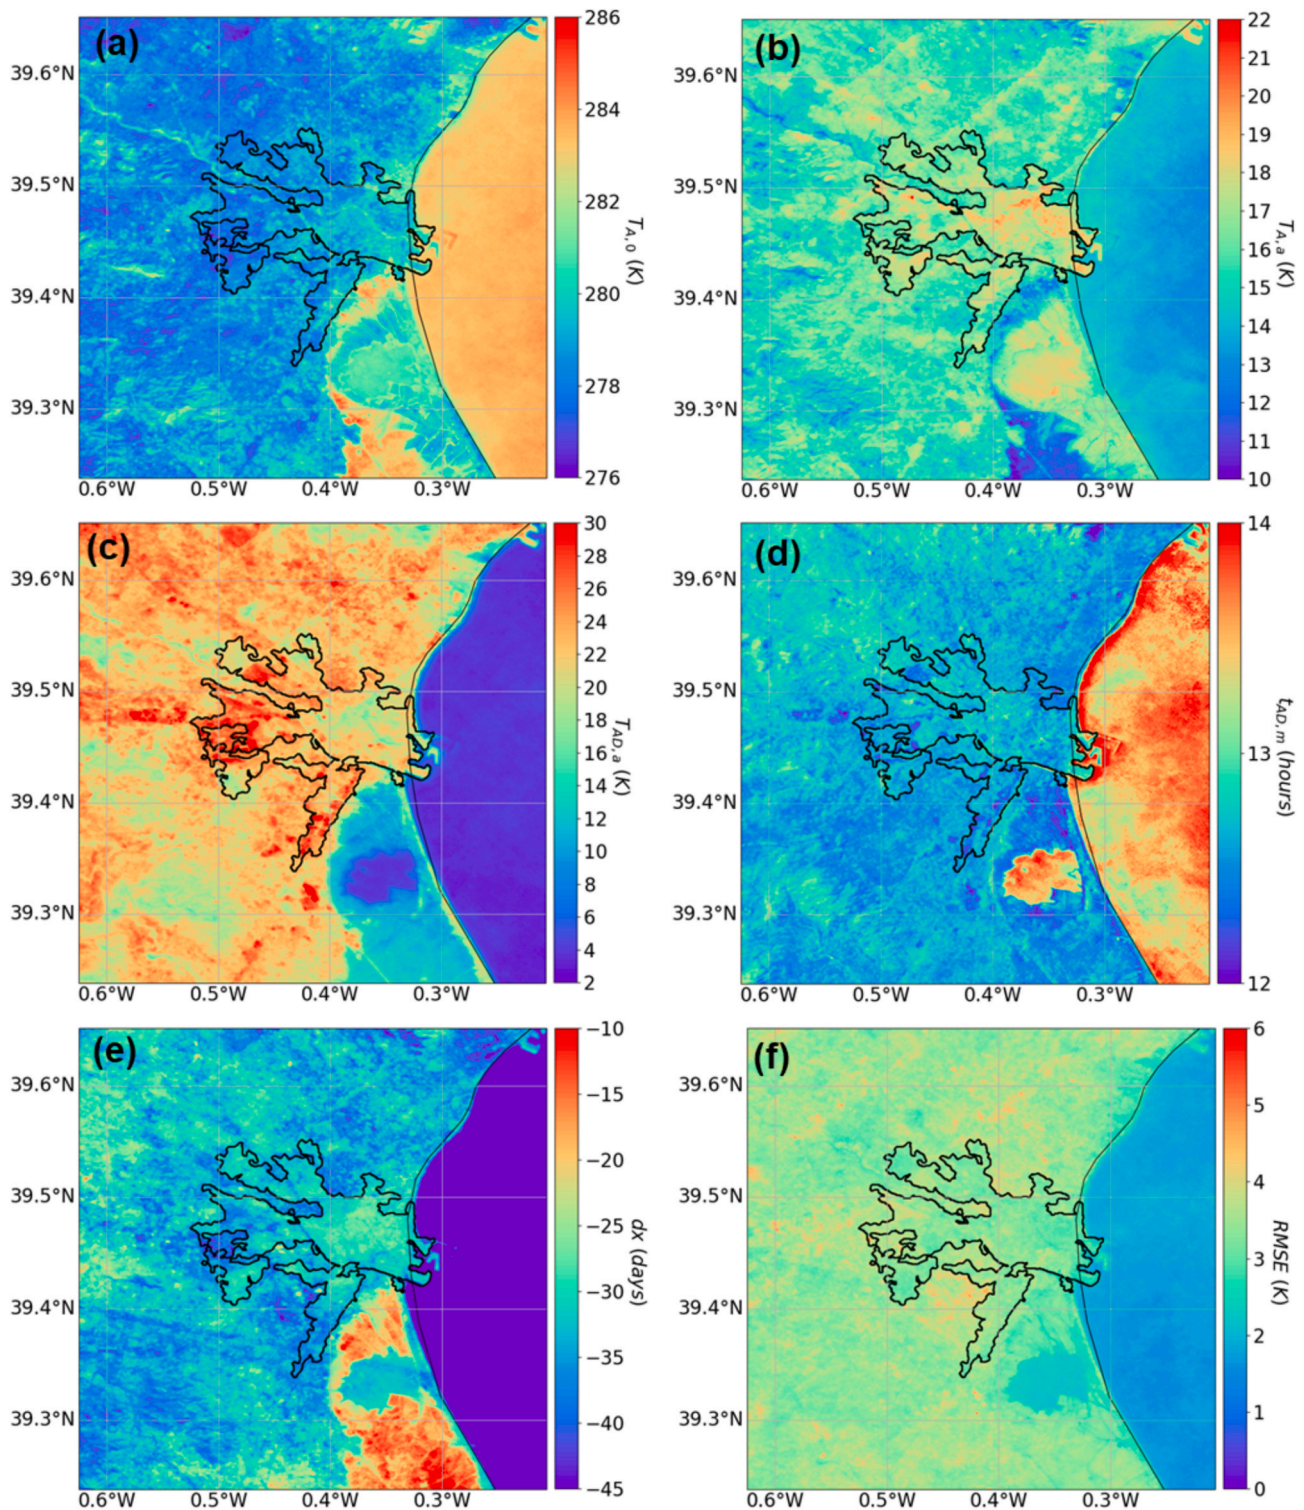 (a)
39.6°N
39.5°N
39.4°N
39.3°N
0.6°W 0.5°W 0.4°W 0.3°W
286
284
282
280
278
276
T_{A,0} (K)
(b)
39.6°N
39.5°N
39.4°N
39.3°N
0.6°W 0.5°W 0.4°W 0.3°W
22
21
20
19
18
17
16
15
14
13
12
11
10
T_{A,a} (K)
(c)
39.6°N
39.5°N
39.4°N
39.3°N
0.6°W 0.5°W 0.4°W 0.3°W
30
28
26
24
22
20
18
16
14
12
10
8
6
4
2
T_{AD,a} (K)
(d)
39.6°N
39.5°N
39.4°N
39.3°N
0.6°W 0.5°W 0.4°W 0.3°W
14
13
12
t_{AD,m} (hours)
(e)
39.6°N
39.5°N
39.4°N
39.3°N
0.6°W 0.5°W 0.4°W 0.3°W
−10
−15
−20
−25
−30
−35
−40
−45
dx (days)
(f)
39.6°N
39.5°N
39.4°N
39.3°N
0.6°W 0.5°W 0.4°W 0.3°W
6
5
4
3
2
1
0
RMSE (K)